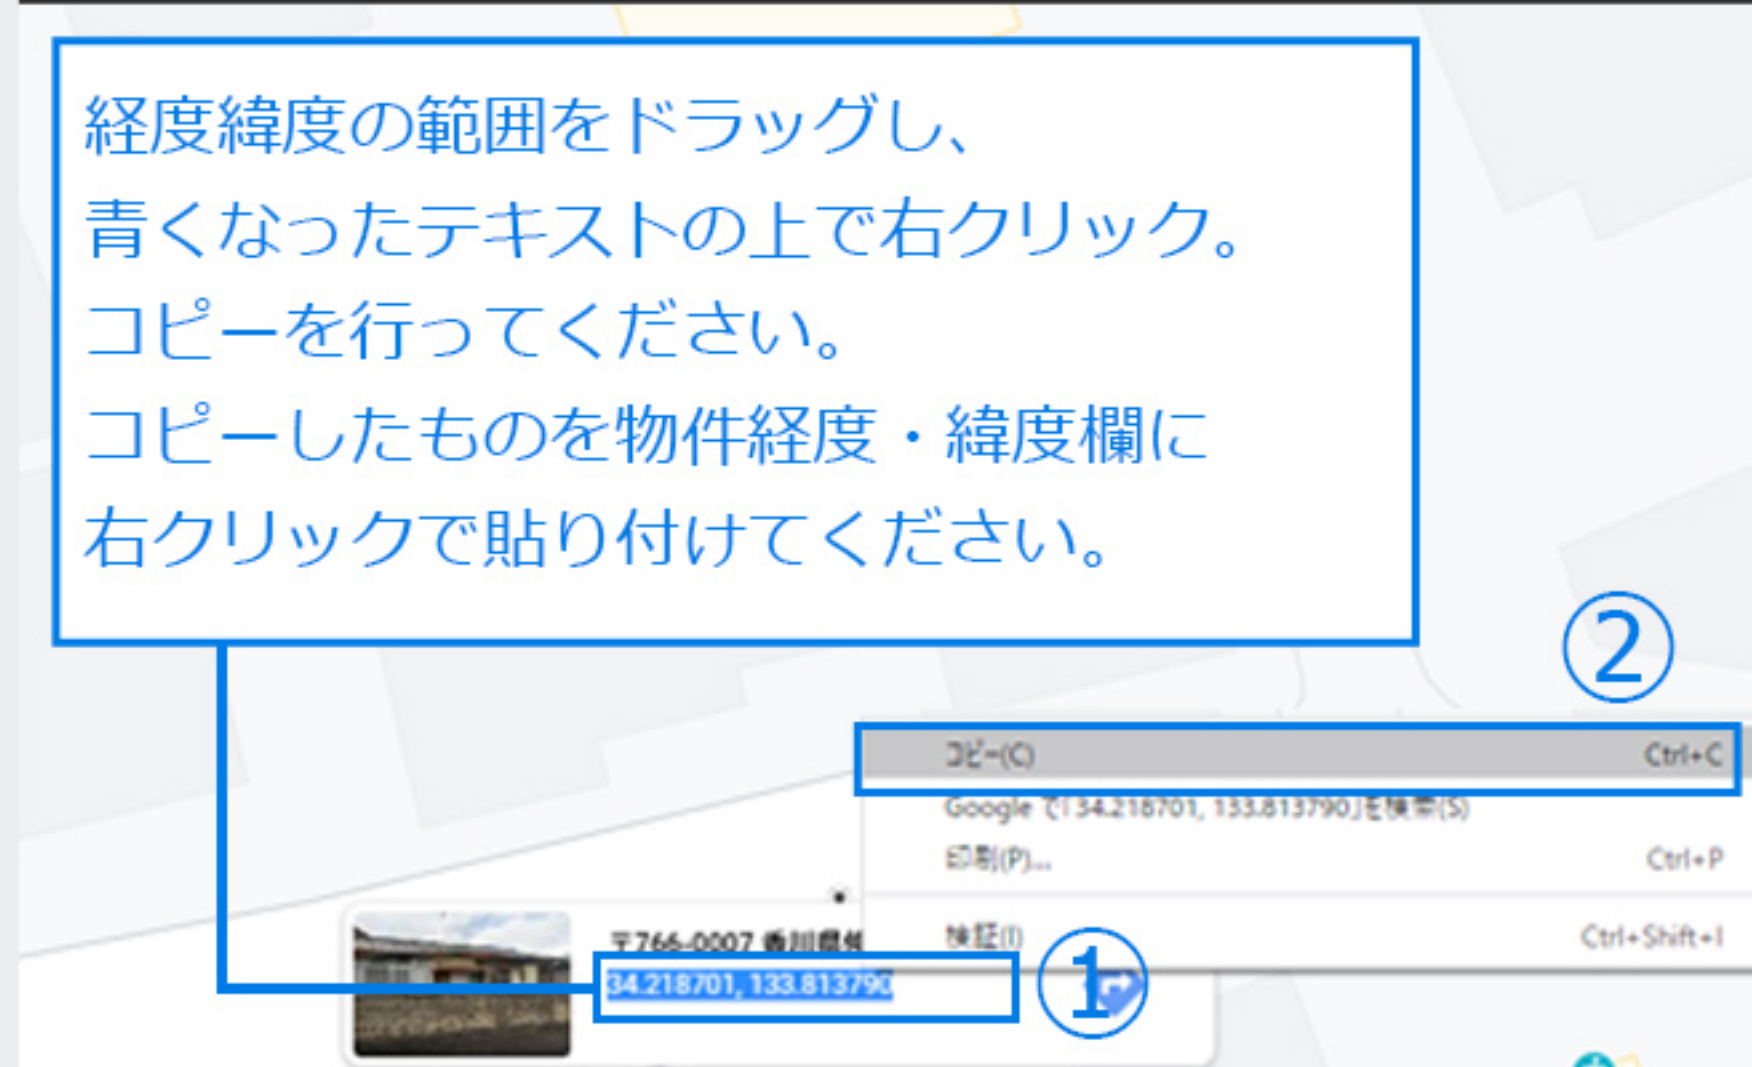 経度緯度の範囲をドラッグし、
青くなったテキストの上で右クリック。
コピーを行ってください。
コピーしたものを物件経度・緯度欄に
右クリックで貼り付けてください。
②
コピー(C) Ctrl+C
Google で「34.218701, 133.813790」を検索(S)
印刷(P)... Ctrl+P
検証(I) Ctrl+Shift+I
〒766-0007 香川県
34.218701, 133.813790
①